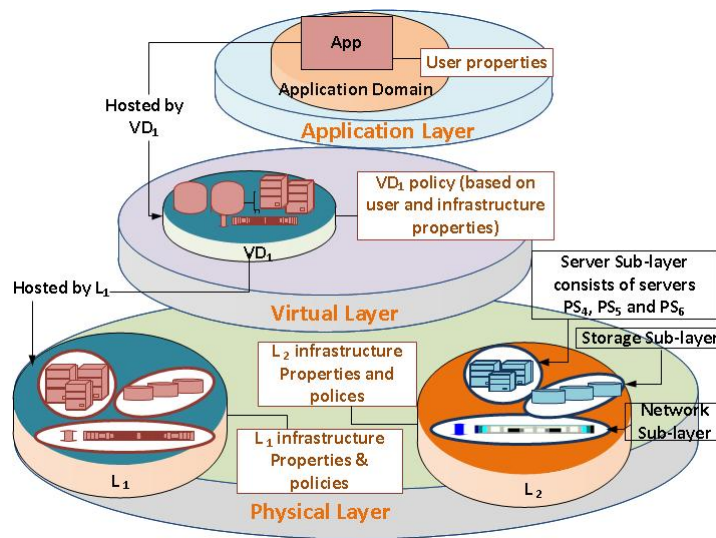 App
User properties
Application Domain
Application Layer
Hosted by
VD₁
VD₁ policy (based on
user and infrastructure
properties)
VD₁
Hosted by L₁
Virtual Layer
Server Sub-layer
consists of servers
PS₄, PS₅ and PS₆
Storage Sub-layer
L₂ infrastructure
Properties and
polices
Network
Sub-layer
L₁ infrastructure
Properties &
policies
L₁
L₂
Physical Layer